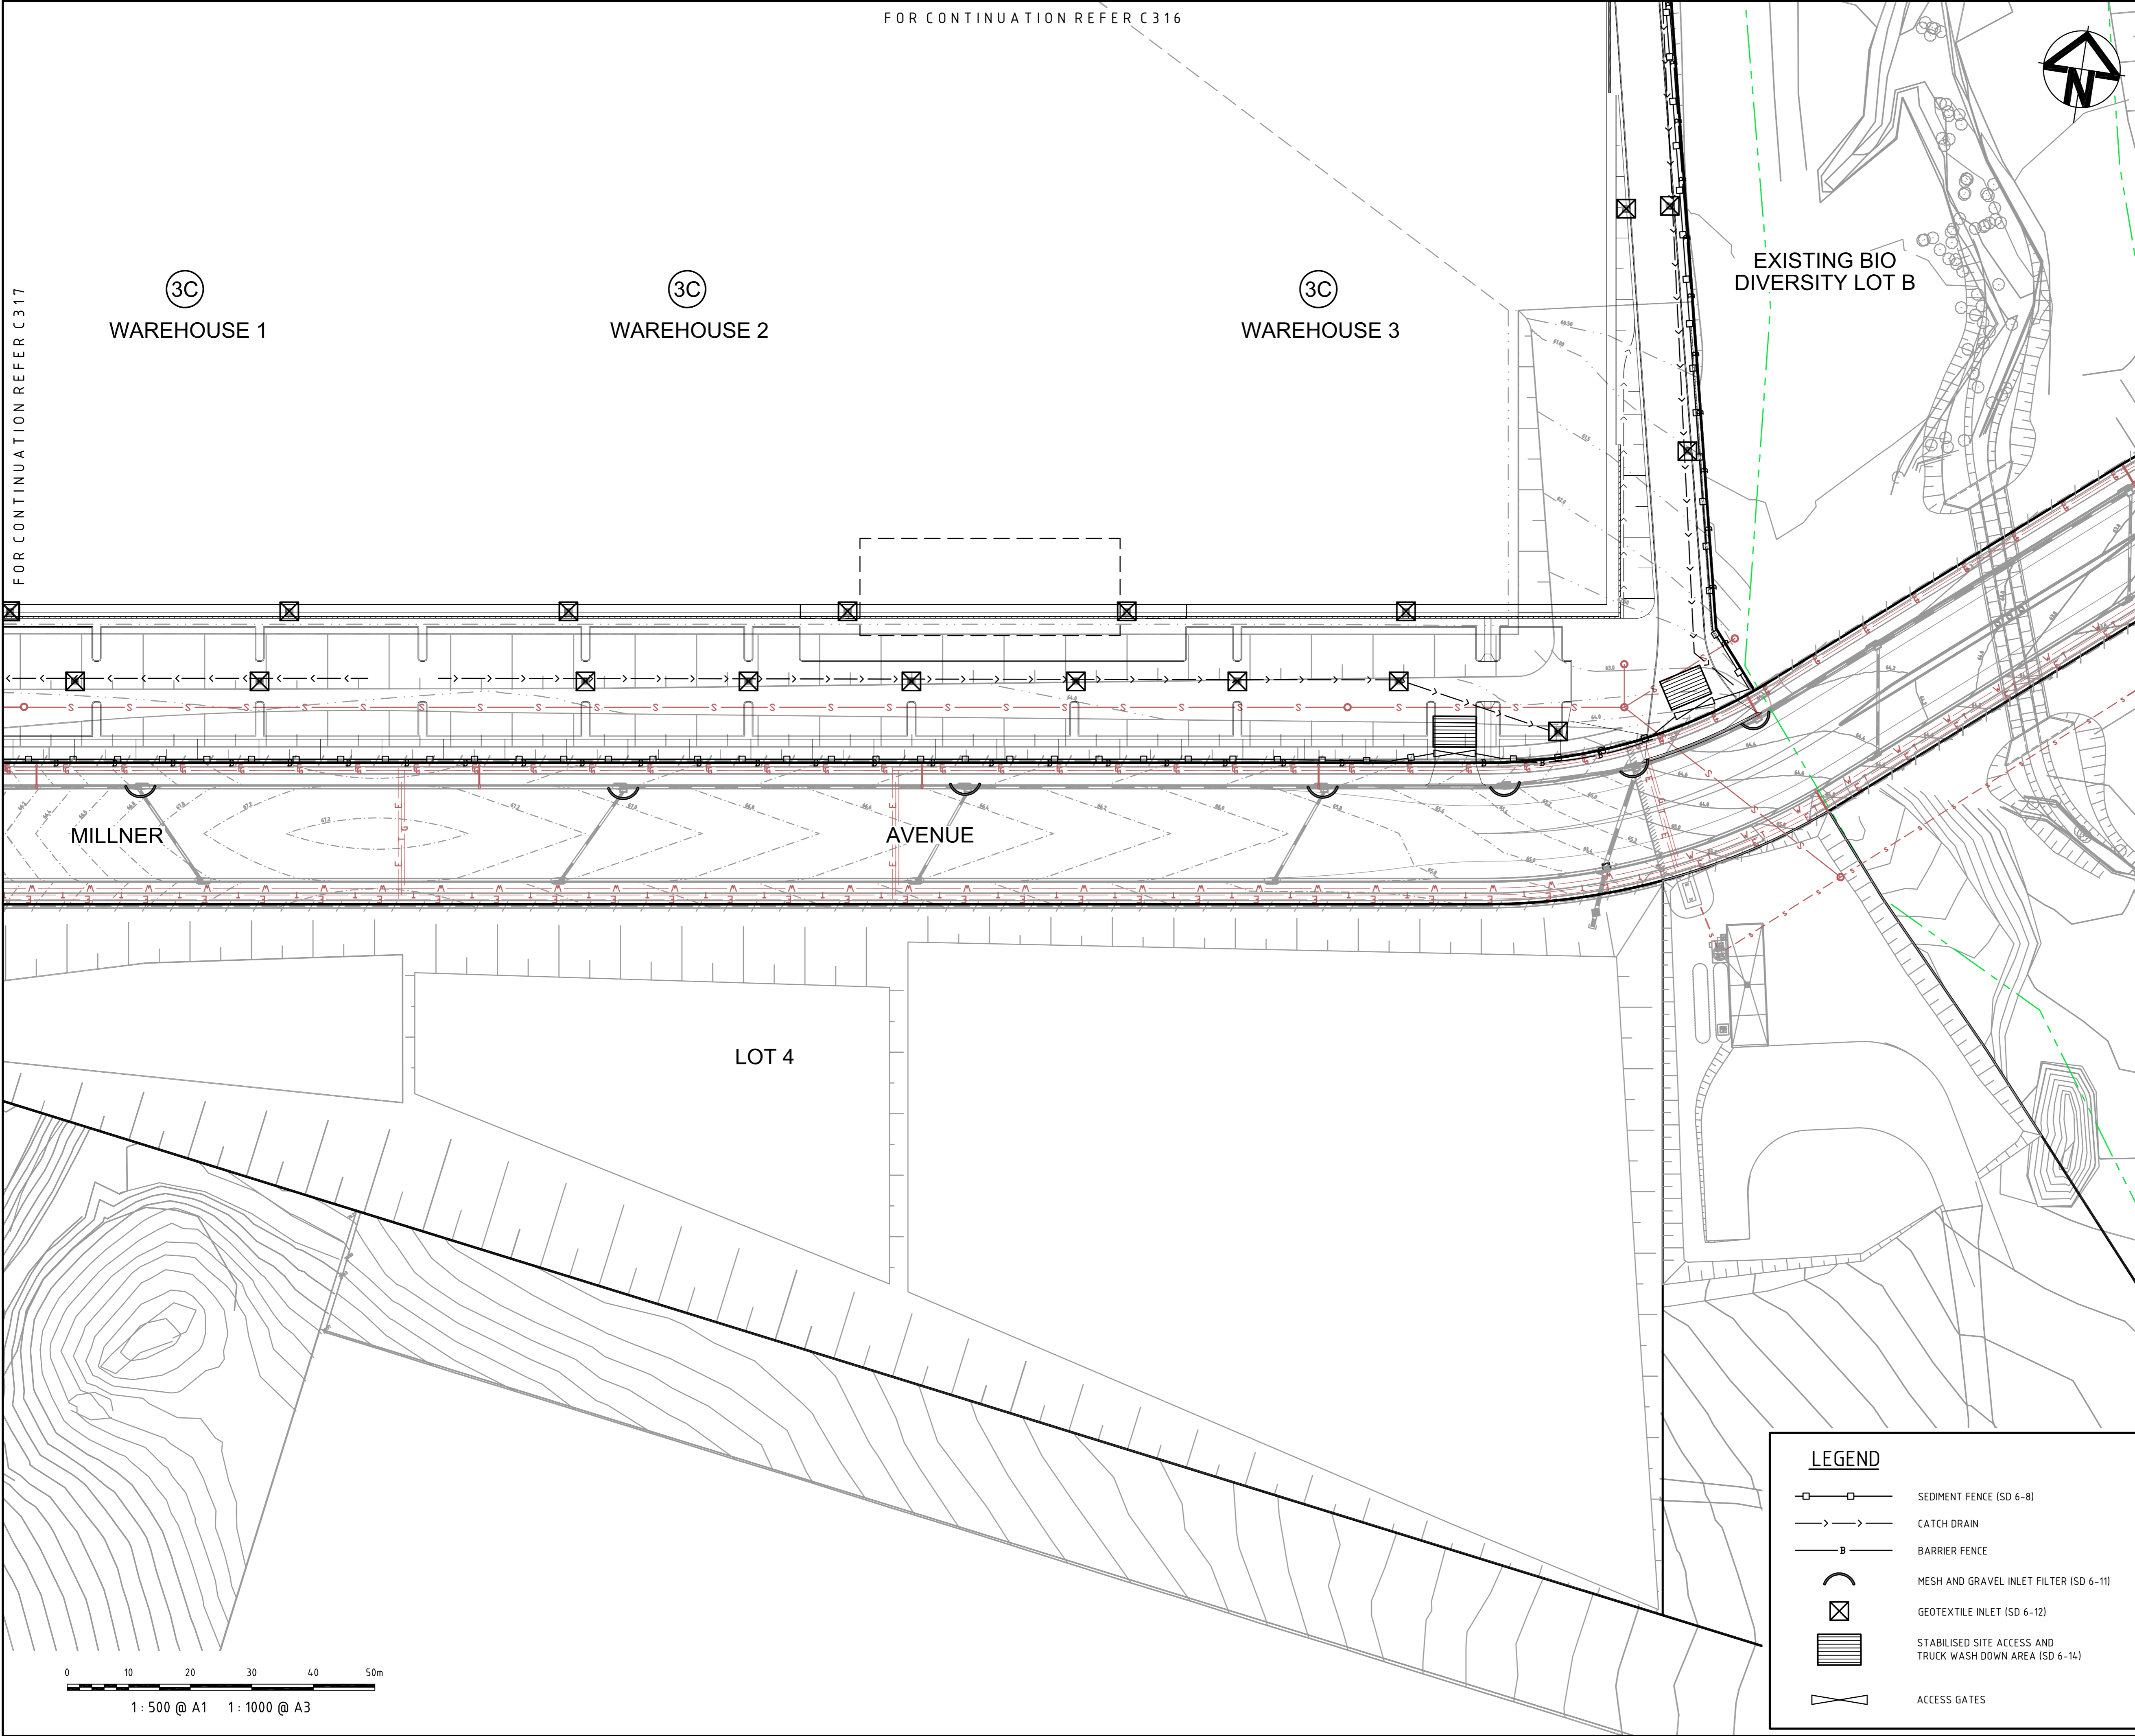 FOR CONTINUATION REFER C316
N
FOR CONTINUATION REFER C317
3C
WAREHOUSE 1
3C
WAREHOUSE 2
3C
WAREHOUSE 3
EXISTING BIO
DIVERSITY LOT B
MILLNER
AVENUE
LOT 4
LEGEND
SEDIMENT FENCE (SD 6-8)
CATCH DRAIN
B
BARRIER FENCE
MESH AND GRAVEL INLET FILTER (SD 6-11)
GEOTEXTILE INLET (SD 6-12)
STABILISED SITE ACCESS AND
TRUCK WASH DOWN AREA (SD 6-14)
ACCESS GATES
0 10 20 30 40 50m
1 : 500 @ A1 1 : 1000 @ A3